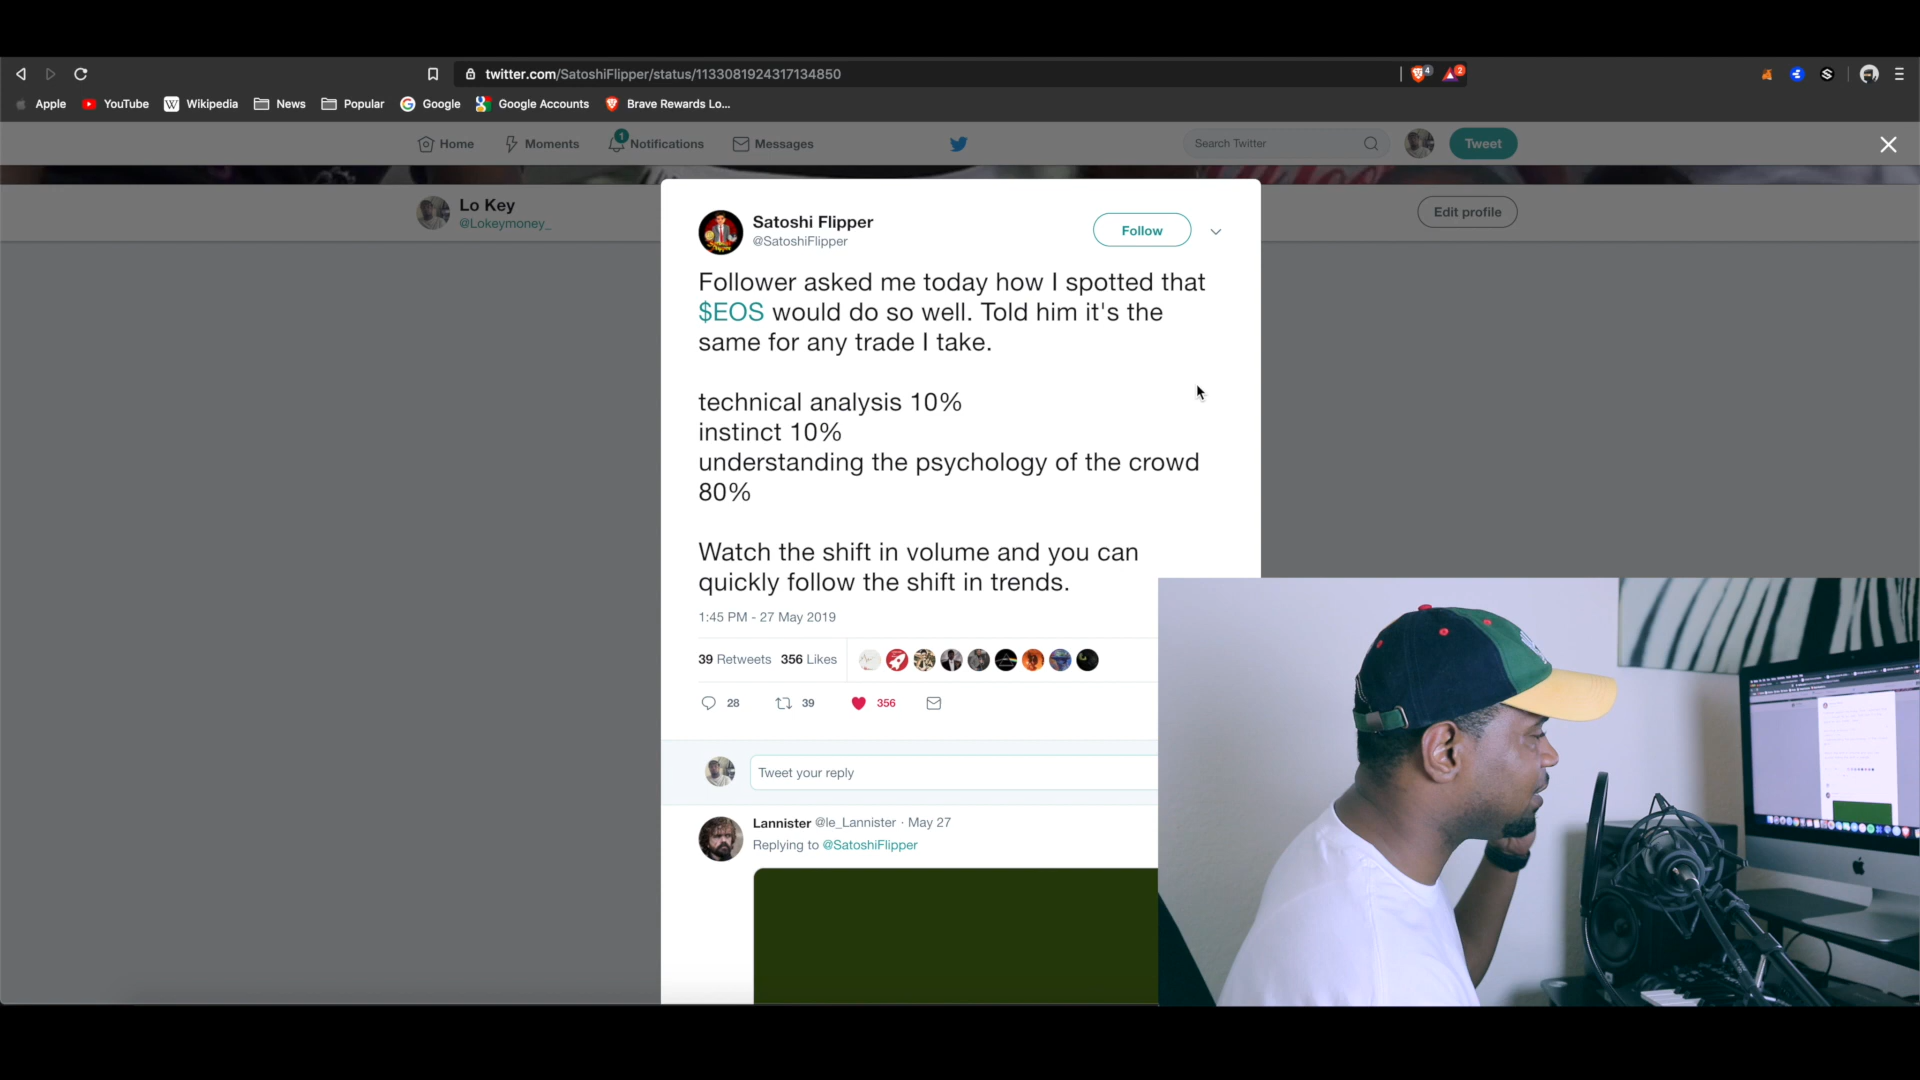 twitter.com/SatoshiFlipper/status/1133081924317134850
4
2
Apple
YouTube
Wikipedia
News
Popular
Google
Google Accounts
Brave Rewards Lo...
Home
Moments
1
Notifications
Messages
Search Twitter
Tweet
Lo Key
@Lokeymoney_
Edit profile
Satoshi Flipper
@SatoshiFlipper
Follow
Follower asked me today how I spotted that
$EOS would do so well. Told him it's the
same for any trade I take.
technical analysis 10%
instinct 10%
understanding the psychology of the crowd
80%
Watch the shift in volume and you can
quickly follow the shift in trends.
1:45 PM - 27 May 2019
39 Retweets 356 Likes
28
39
356
Tweet your reply
Lannister @le_Lannister · May 27
Replying to @SatoshiFlipper